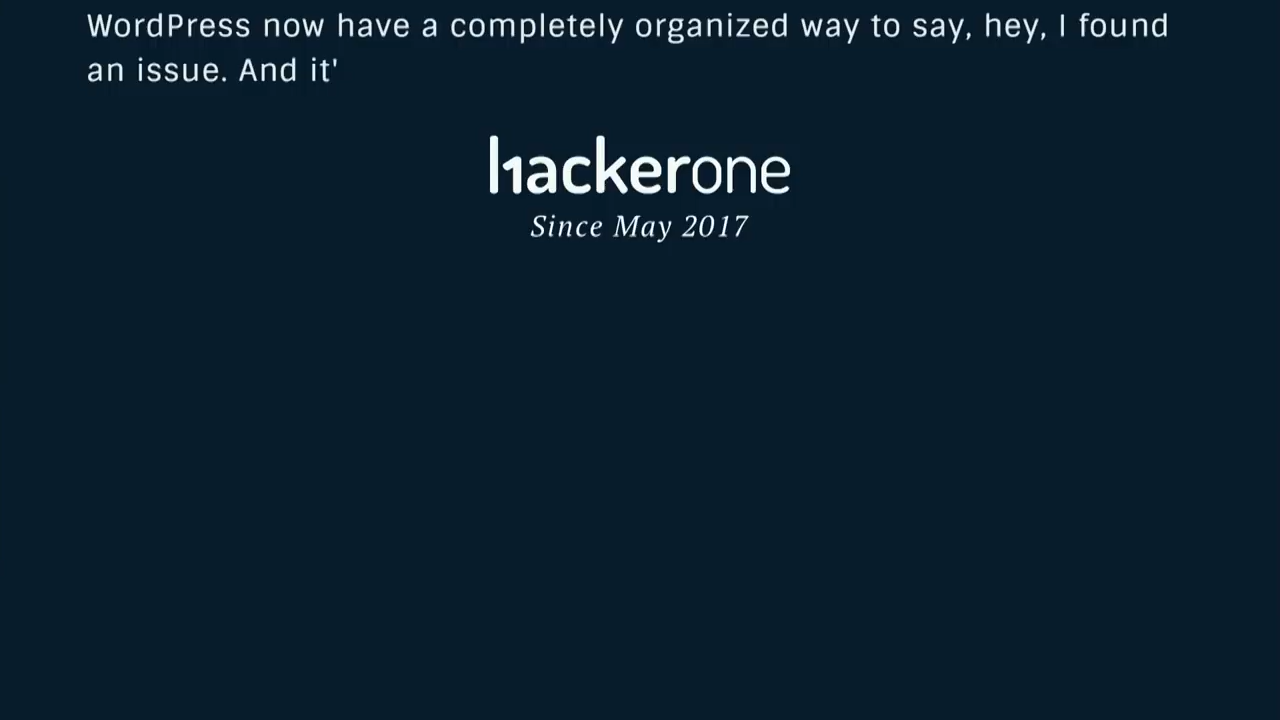 WordPress now have a completely organized way to say, hey, I found
an issue. And it'
hackerone
Since May 2017